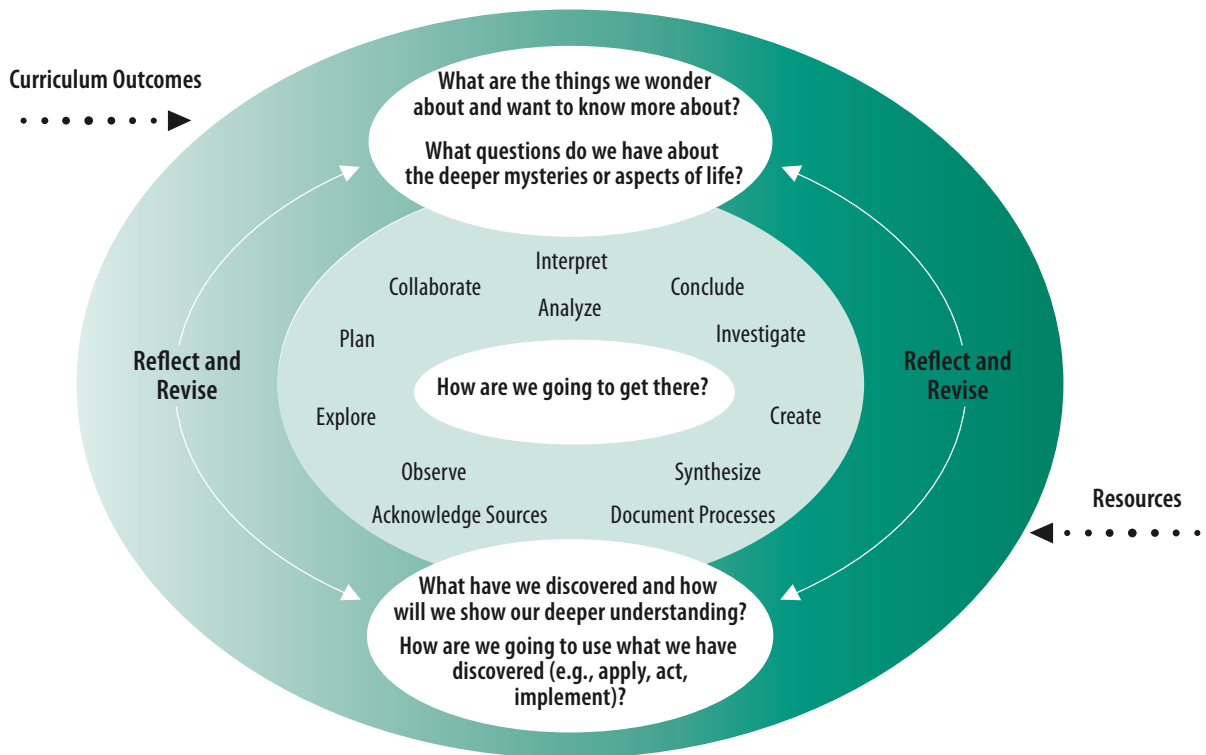 Curriculum Outcomes
What are the things we wonder
about and want to know more about?
What questions do we have about
the deeper mysteries or aspects of life?
Interpret
Collaborate
Conclude
Analyze
Plan
Investigate
Reflect and
Revise
How are we going to get there?
Reflect and
Revise
Explore
Create
Observe
Synthesize
Acknowledge Sources
Document Processes
Resources
What have we discovered and how
will we show our deeper understanding?
How are we going to use what we have
discovered (e.g., apply, act,
implement)?